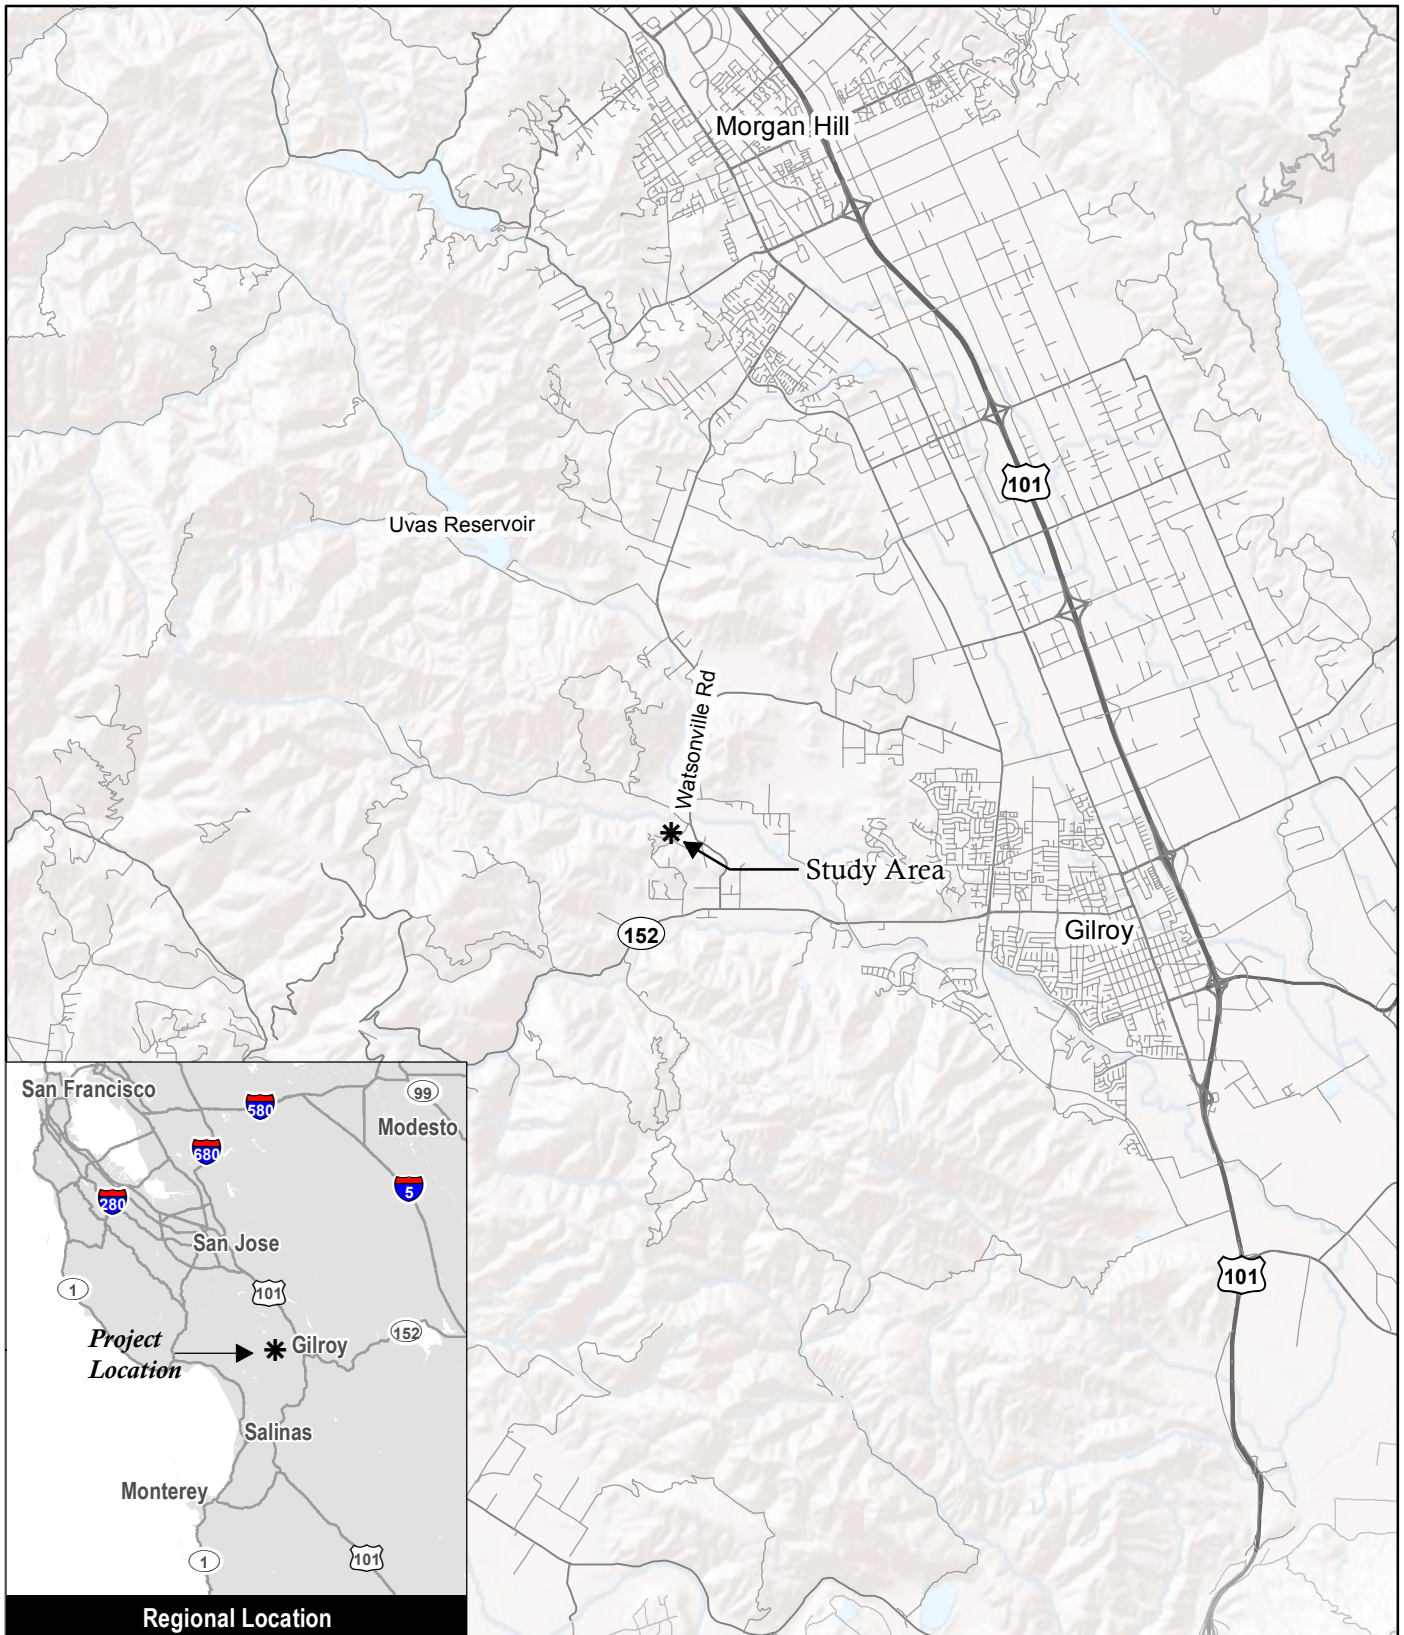 Morgan Hill
101
Uvas Reservoir
Watsonville Rd
Study Area
152
Gilroy
101
San Francisco
99
580
Modesto
680
5
280
San Jose
1
101
Project
Location
Gilroy
152
Salinas
Monterey
1
101
Regional Location